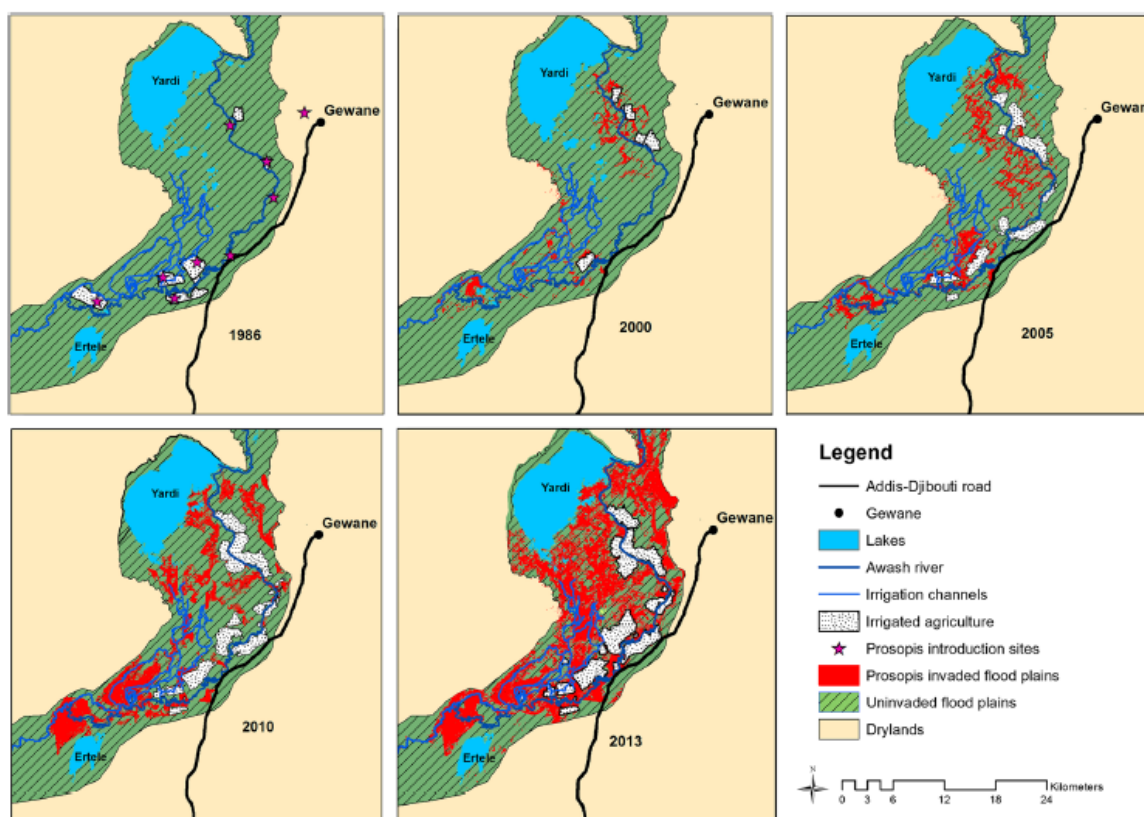 Yardi
Gewane
Ertele
1986
Yardi
Gewane
Ertele
2000
Yardi
Gewan
Ertele
2005
Yardi
Gewane
Ertele
2010
Yardi
Gewane
Ertele
2013
Legend
Addis-Djibouti road
Gewane
Lakes
Awash river
Irrigation channels
Irrigated agriculture
Prosopis introduction sites
Prosopis invaded flood plains
Uninvaded flood plains
Drylands
N
Kilometers
0 3 6 12 18 24